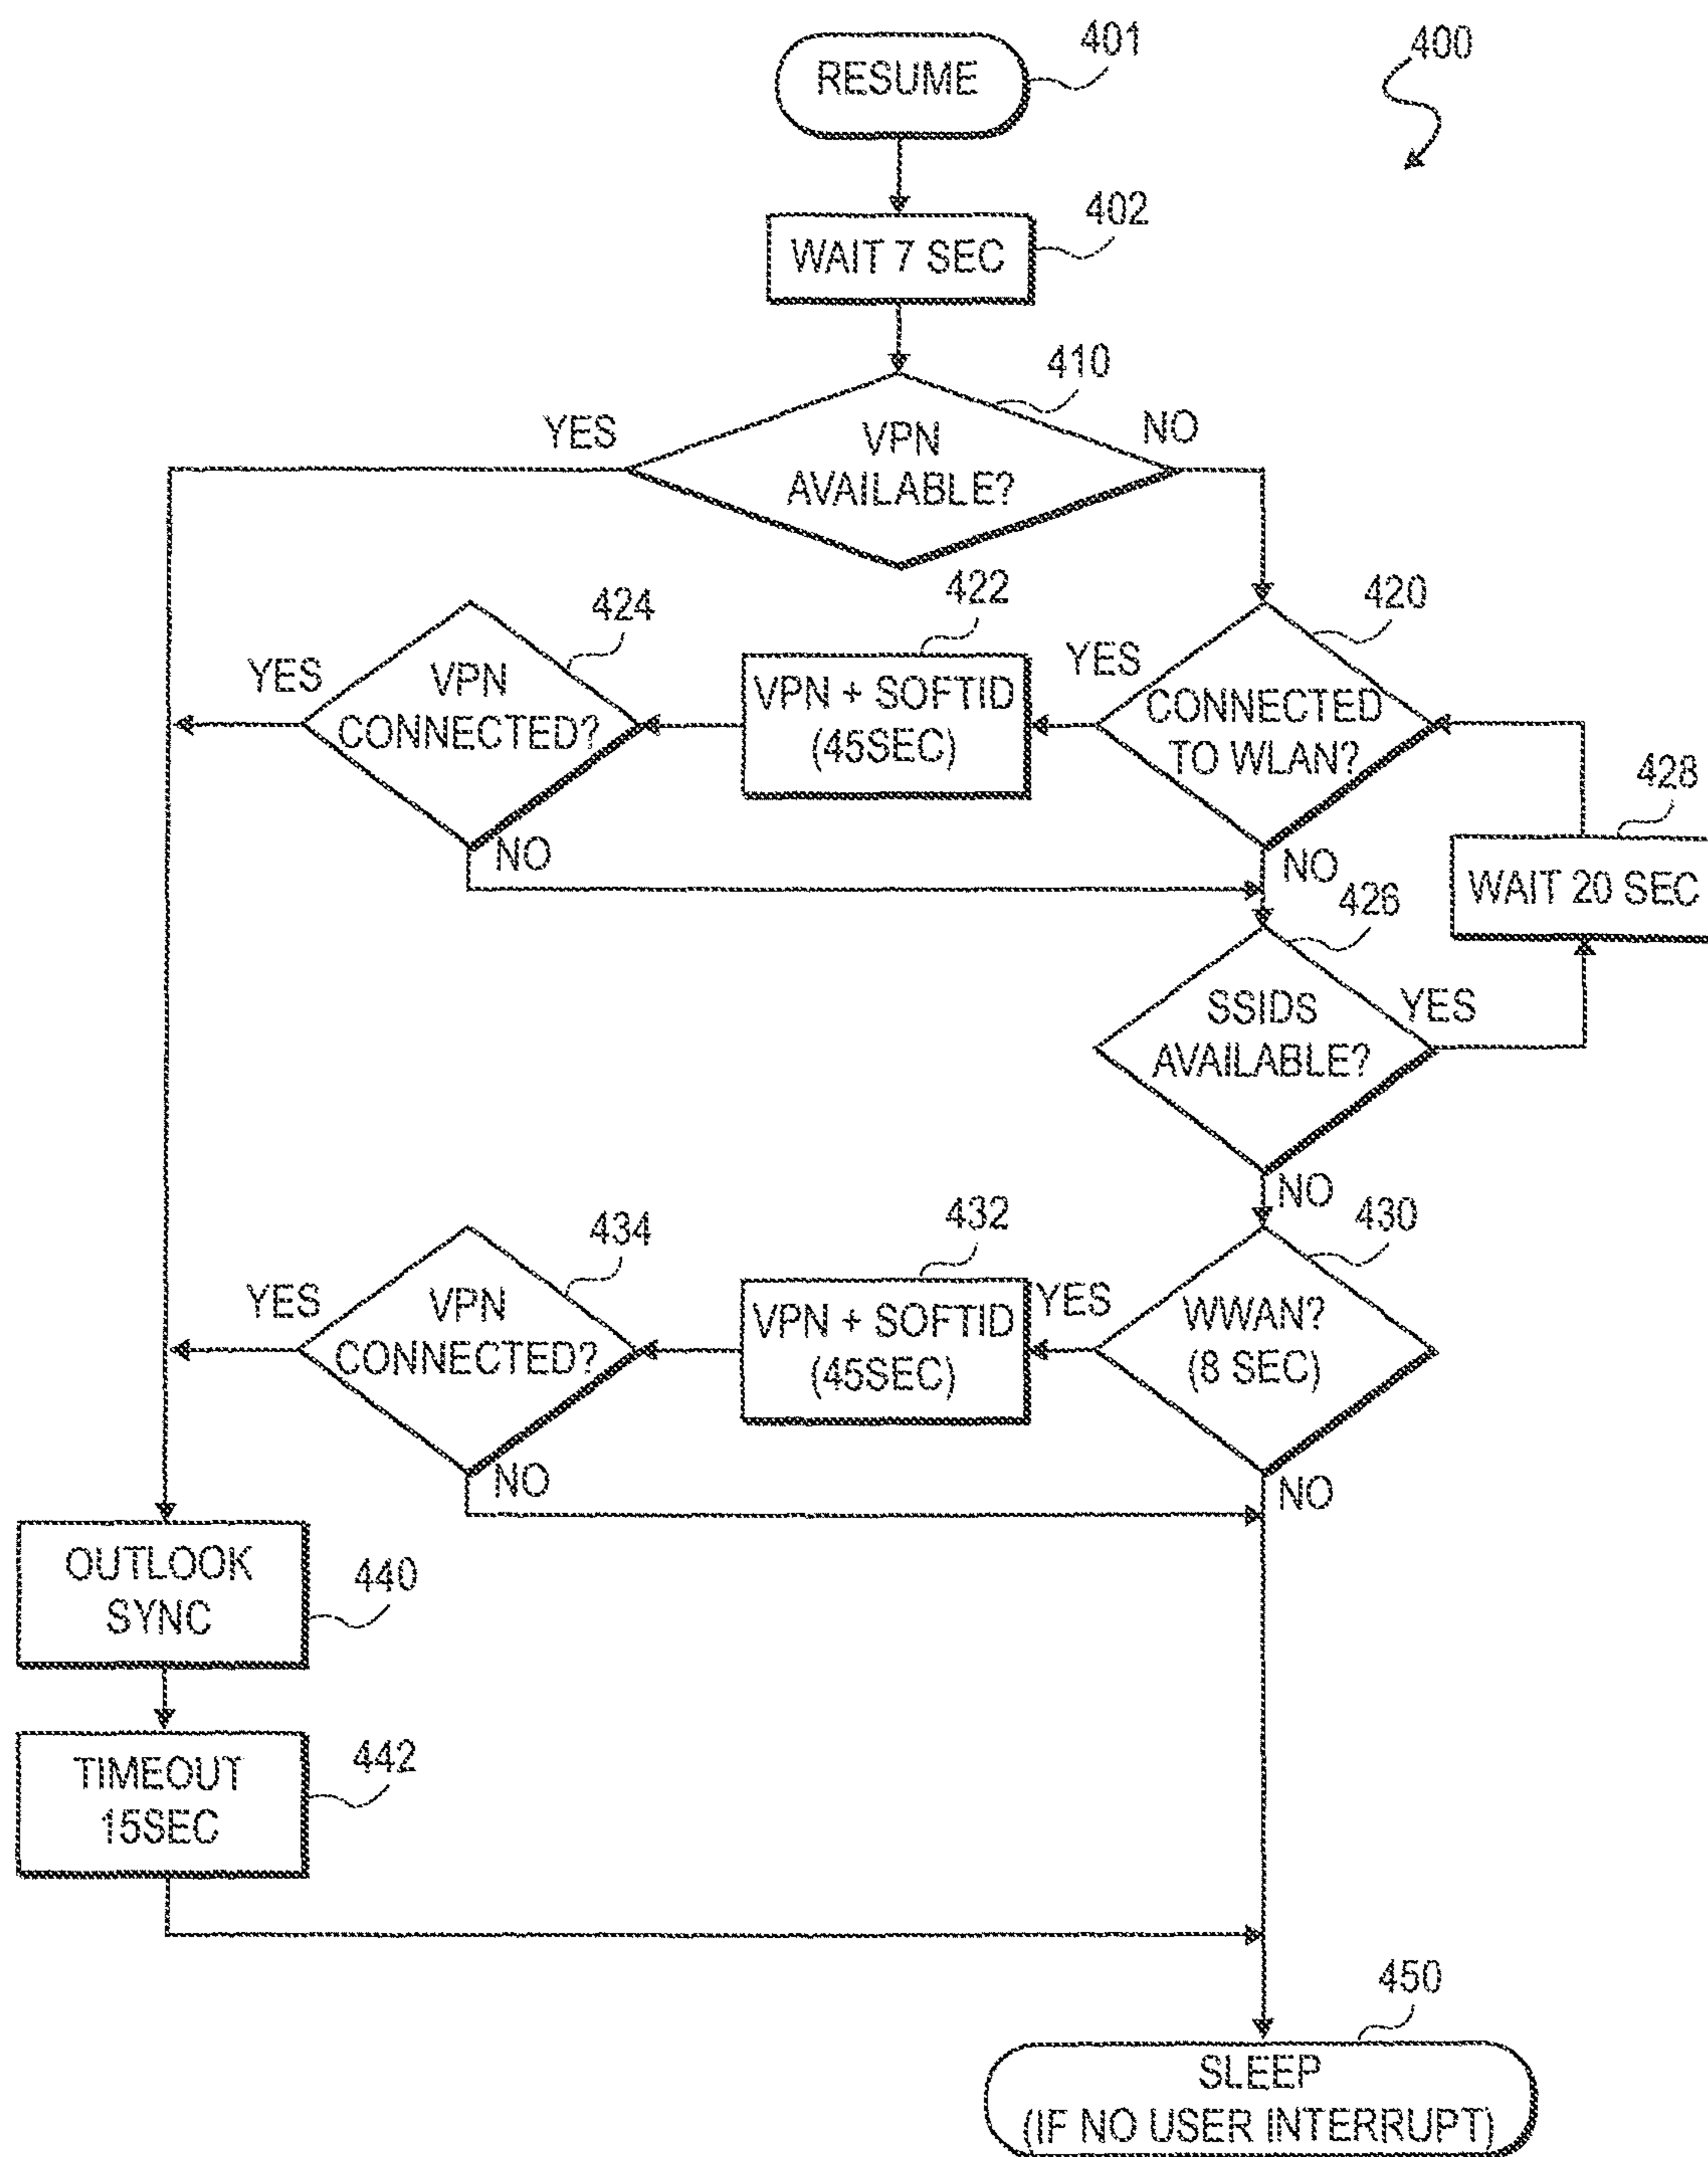 401
400
RESUME
402
WAIT 7 SEC
410
YES
VPN
NO
AVAILABLE?
424
422
420
YES
VPN
CONNECTED?
VPN + SOFTID
(45SEC)
YES
CONNECTED
TO WLAN?
428
NO
NO
WAIT 20 SEC
426
SSIDS
AVAILABLE?
YES
NO
434
432
430
YES
VPN
CONNECTED?
VPN + SOFTID
(45SEC)
YES
WWAN?
(8 SEC)
NO
NO
OUTLOOK
SYNC
440
TIMEOUT
15SEC
442
450
SLEEP
(IF NO USER INTERRUPT)